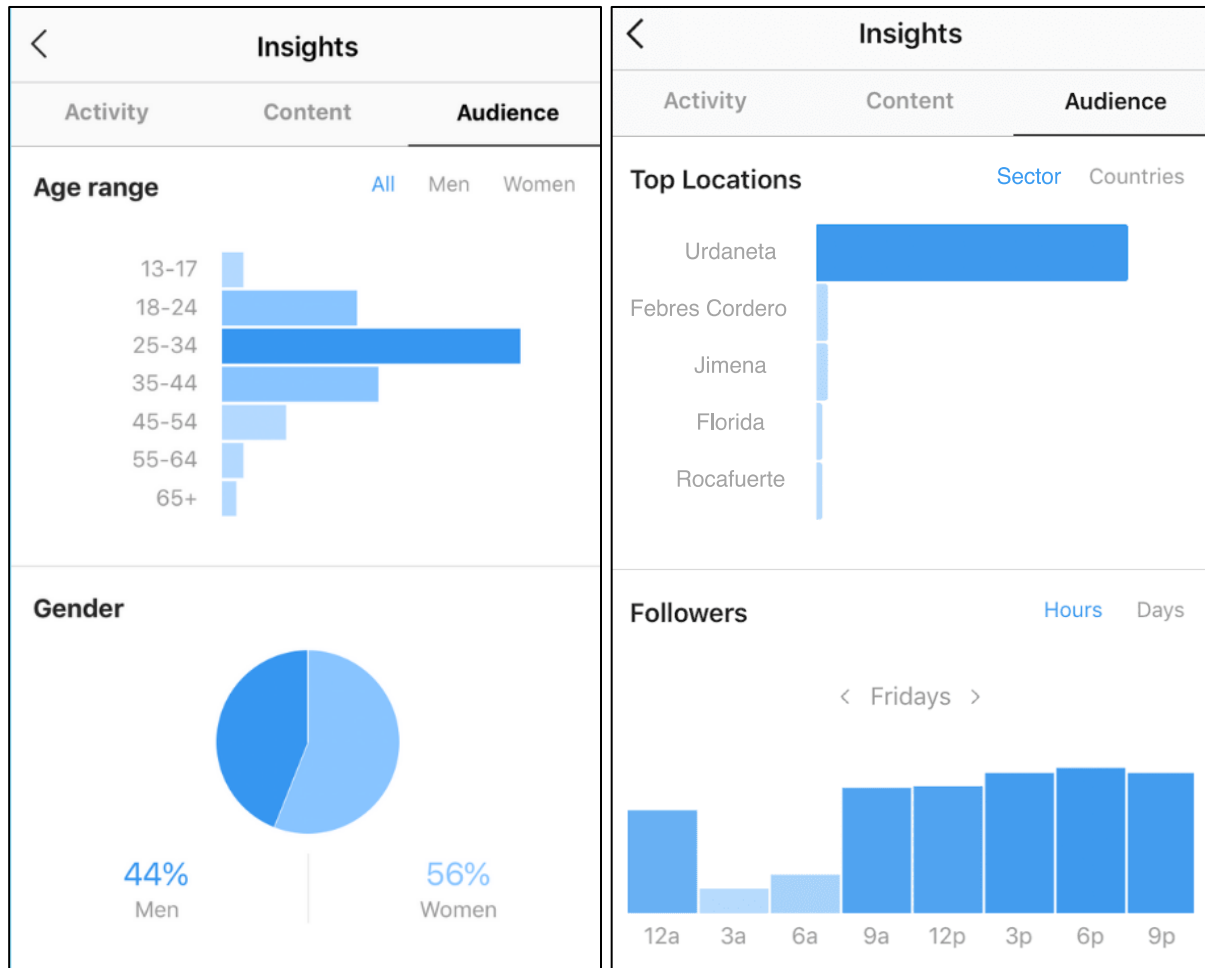 Insights
Activity Content Audience
Age range All Men Women
13-17
18-24
25-34
35-44
45-54
55-64
65+
Gender
44% 56%
Men Women
Insights
Activity Content Audience
Top Locations Sector Countries
Urdaneta
Febres Cordero
Jimena
Florida
Rocafuerte
Followers Hours Days
< Fridays >
12a 3a 6a 9a 12p 3p 6p 9p